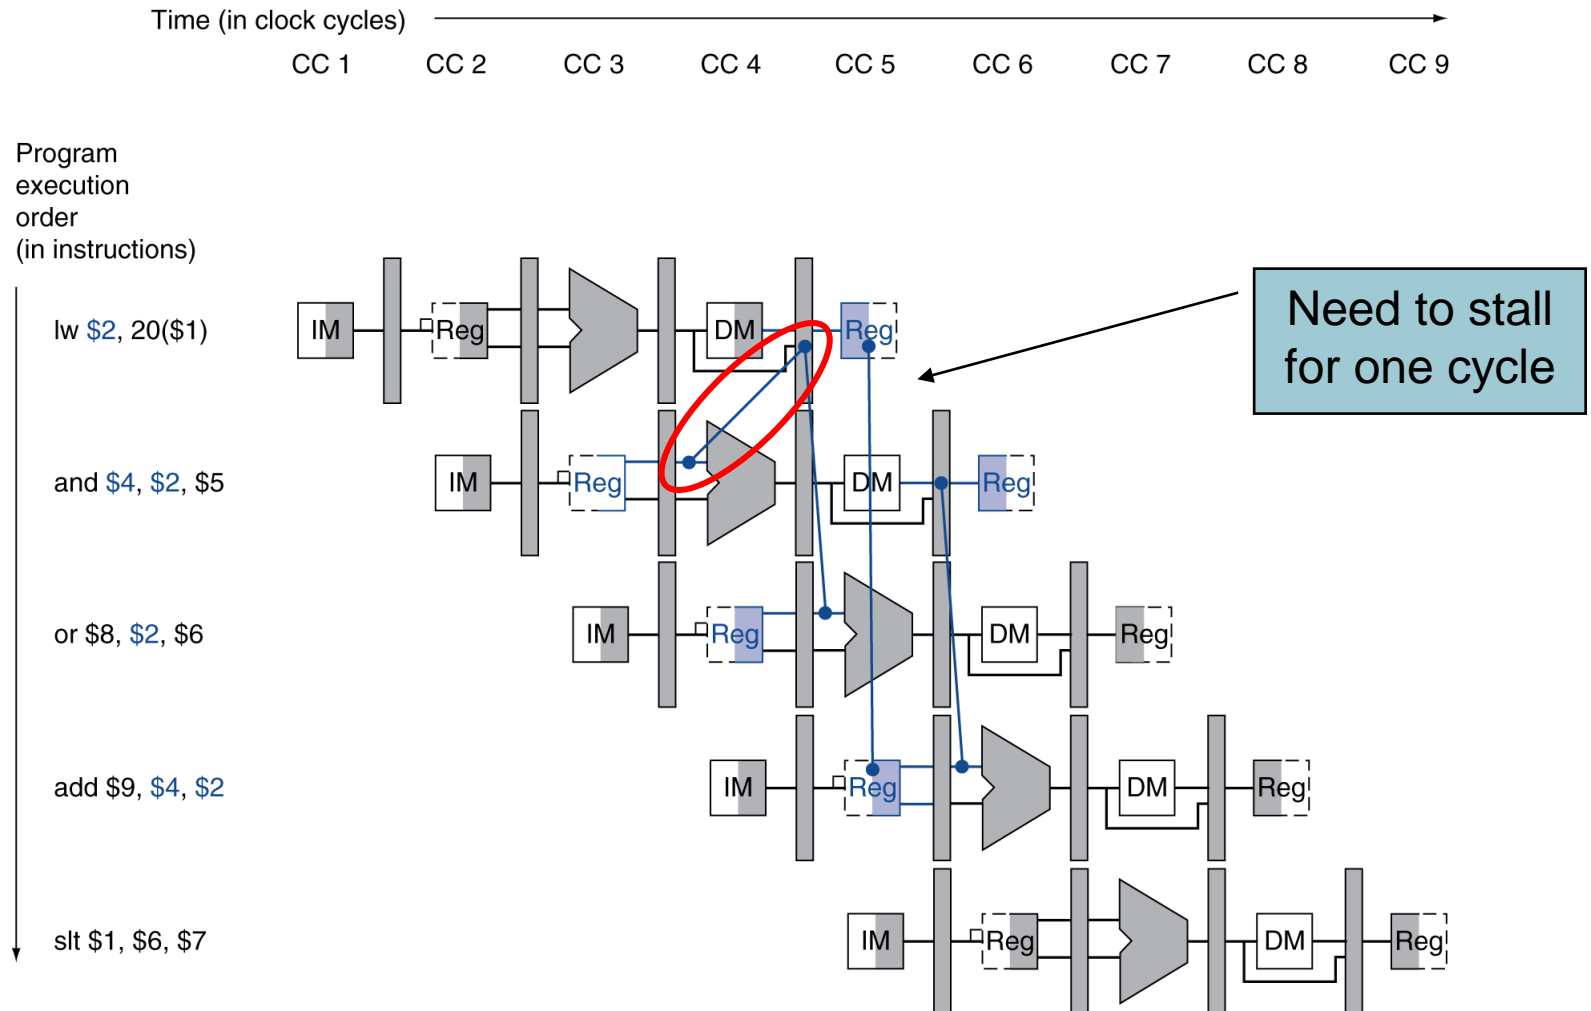 Time (in clock cycles)
CC 1 CC 2 CC 3 CC 4 CC 5 CC 6 CC 7 CC 8 CC 9
Program
execution
order
(in instructions)
Need to stall
for one cycle
lw $2, 20($1) IM Reg DM Reg
and $4, $2, $5 IM Reg DM Reg
or $8, $2, $6 IM Reg DM Reg
add $9, $4, $2 IM Reg DM Reg
slt $1, $6, $7 IM Reg DM Reg